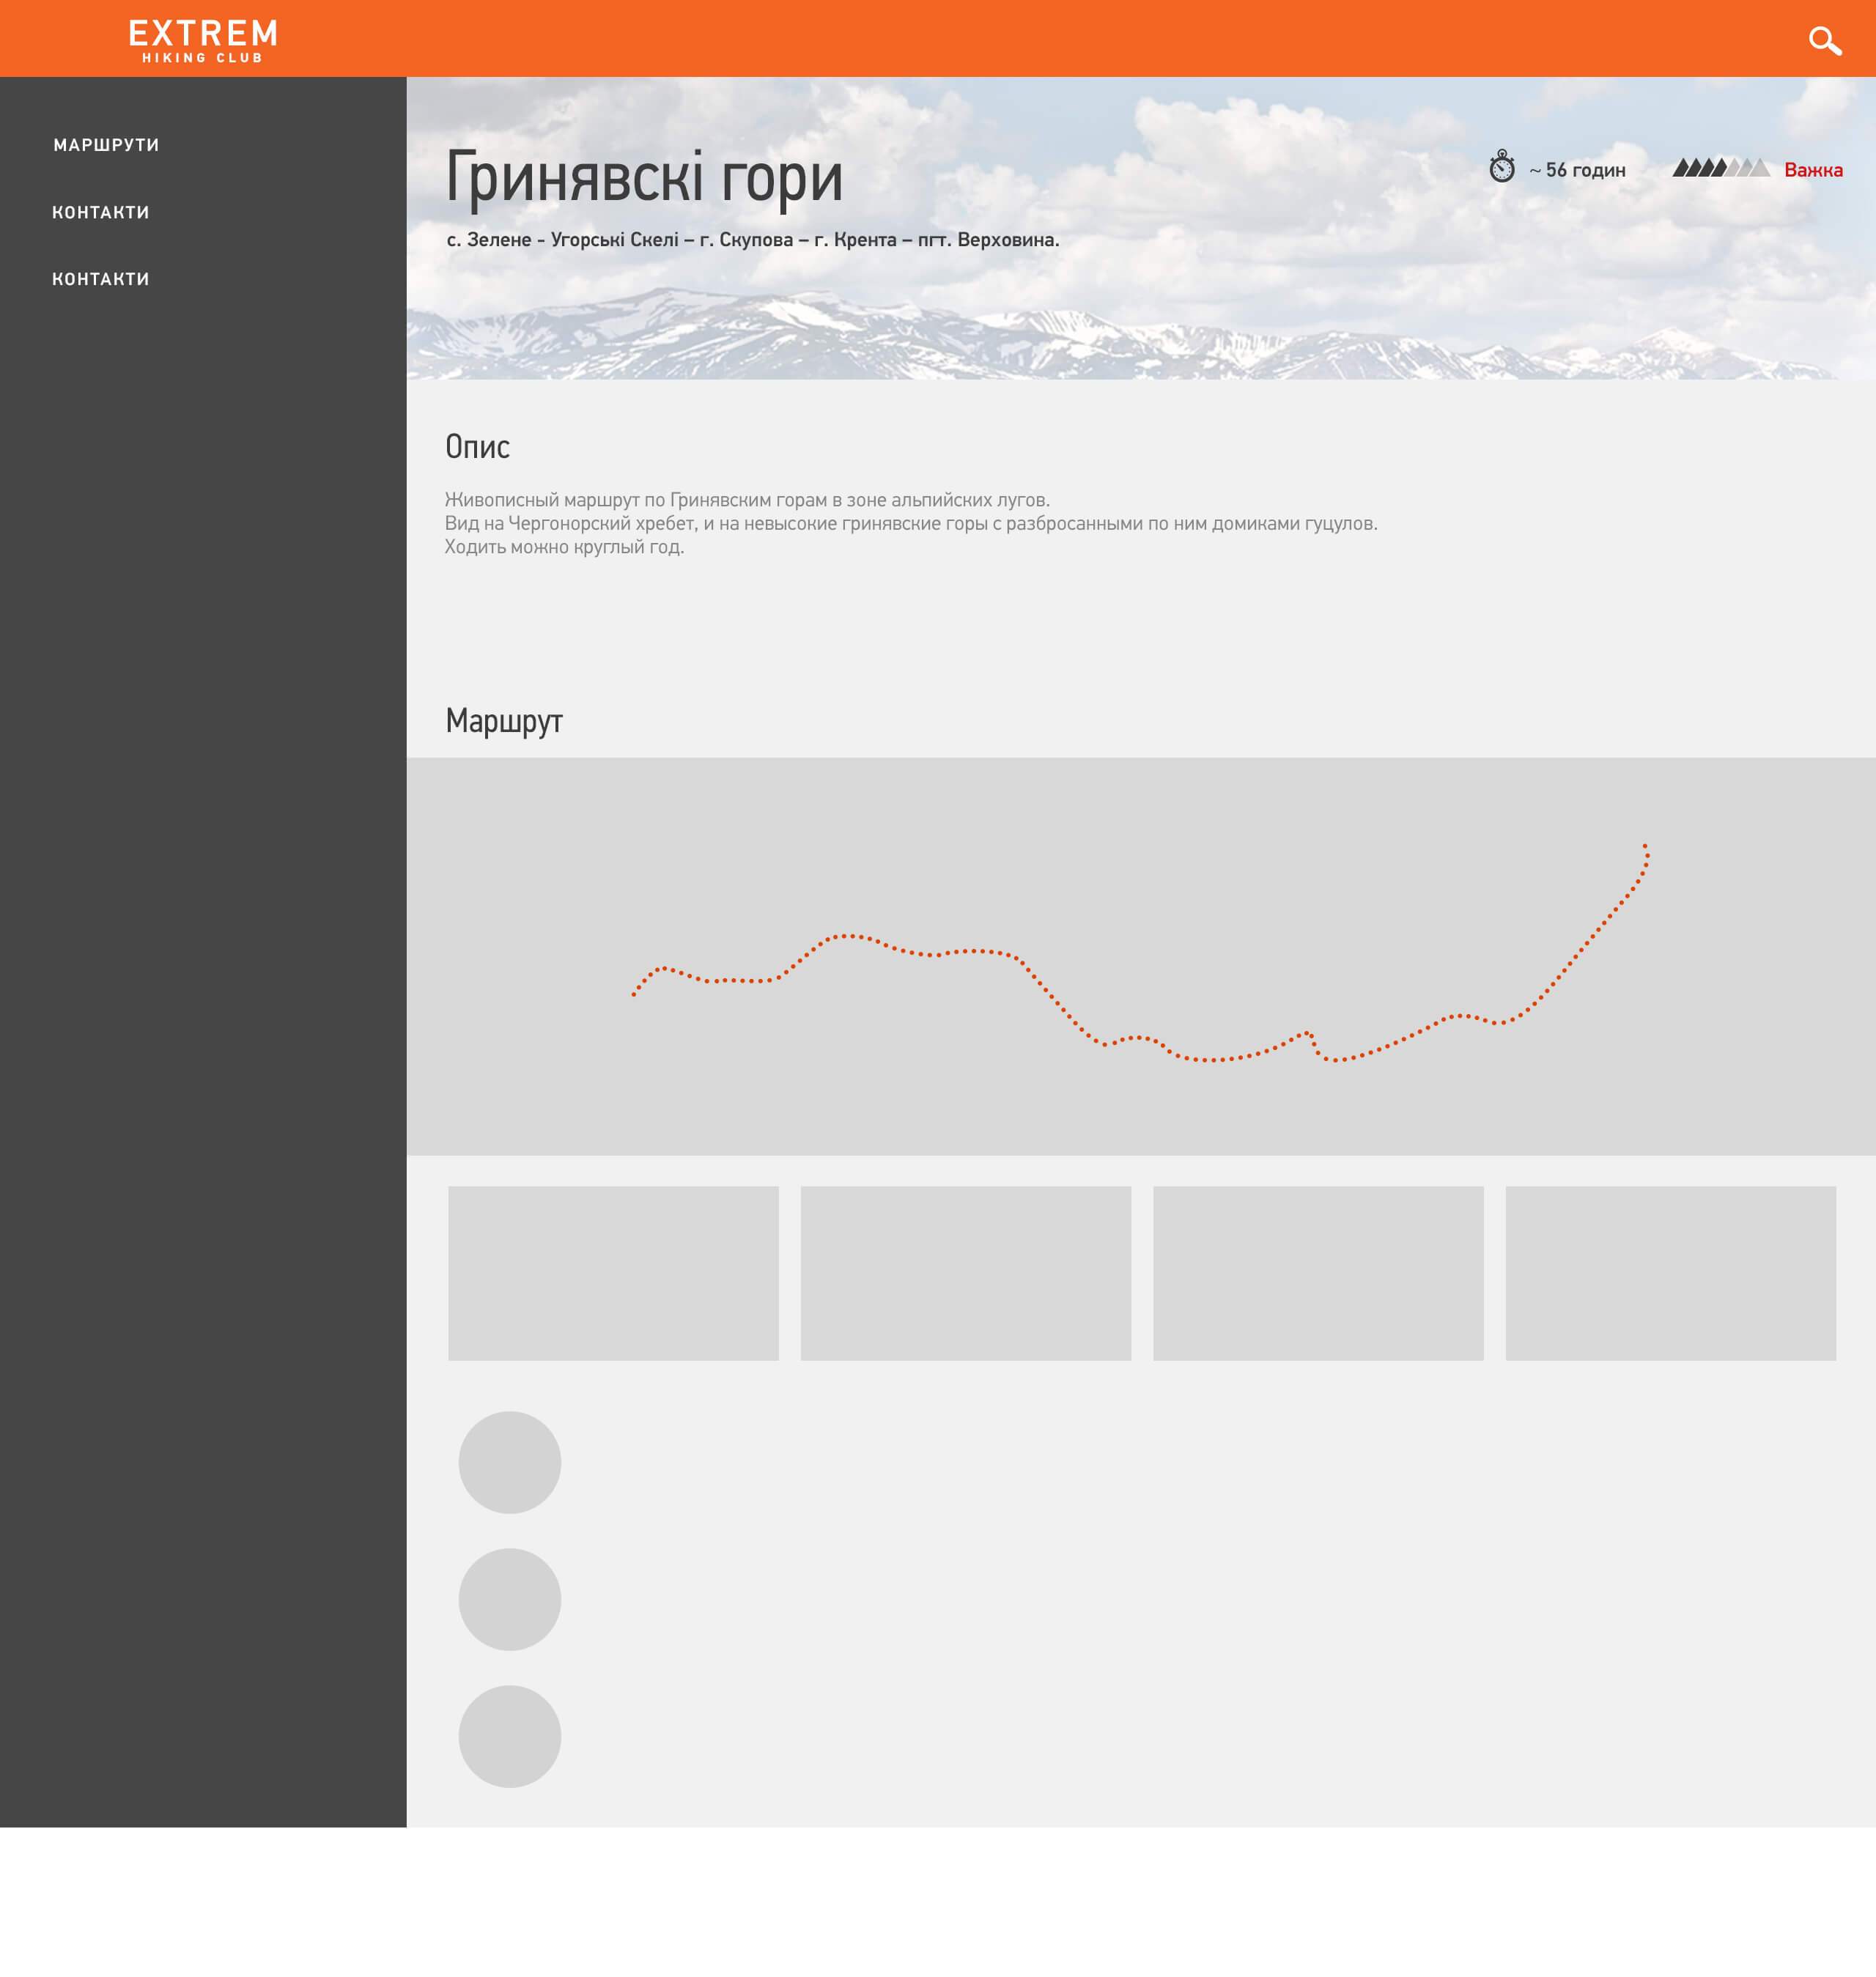 EXTREM
HIKING CLUB
МАРШРУТИ
КОНТАКТИ
КОНТАКТИ
Гринявскі гори
~ 56 годин
Важка
с. Зелене - Угорські Скелі – г. Скупова – г. Крента – пгт. Верховина.
Опис
Живописный маршрут по Гринявским горам в зоне альпийских лугов.
Вид на Чергонорский хребет, и на невысокие гринявские горы с разбросанными по ним домиками гуцулов.
Ходить можно круглый год.
Маршрут